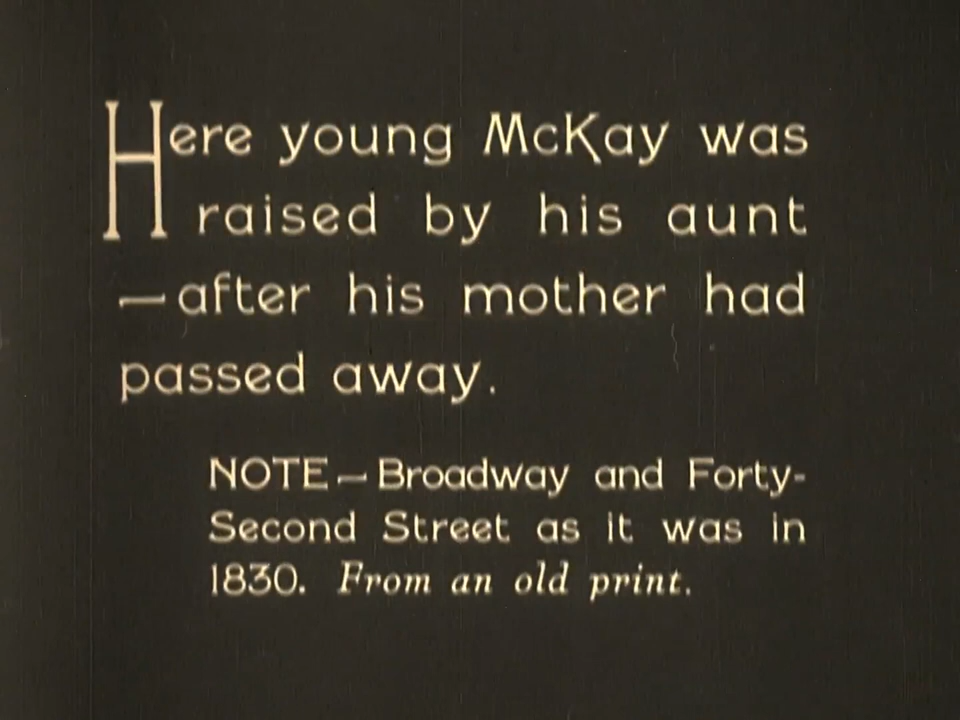 Here young McKay was
raised by his aunt
—after his mother had
passed away.
NOTE—Broadway and Forty-
Second Street as it was in
1830. From an old print.